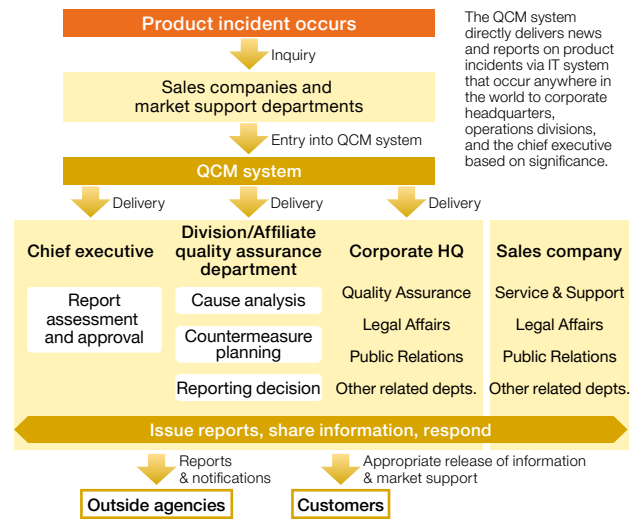 Product incident occurs
The QCM system
directly delivers news
and reports on product
incidents via IT system
that occur anywhere in
the world to corporate
headquarters,
operations divisions,
and the chief executive
based on significance.
Inquiry
Sales companies and
market support departments
Entry into QCM system
QCM system
Delivery
Delivery
Delivery
Chief executive
Report
assessment
and approval
Division/Affiliate
quality assurance
department
Cause analysis
Countermeasure
planning
Reporting decision
Corporate HQ
Quality Assurance
Legal Affairs
Public Relations
Other related depts.
Sales company
Service & Support
Legal Affairs
Public Relations
Other related depts.
Issue reports, share information, respond
Reports
& notifications
Outside agencies
Appropriate release of information
& market support
Customers